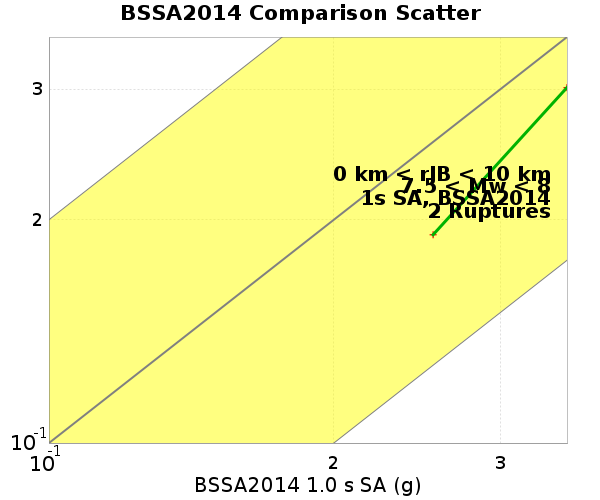 BSSA2014 Comparison Scatter
3
0 km < rJB < 10 km
7.5 < Mw < 8
1s SA, BSSA2014
2 Ruptures
2
10-1
10-1
2
3
BSSA2014 1.0 s SA (g)